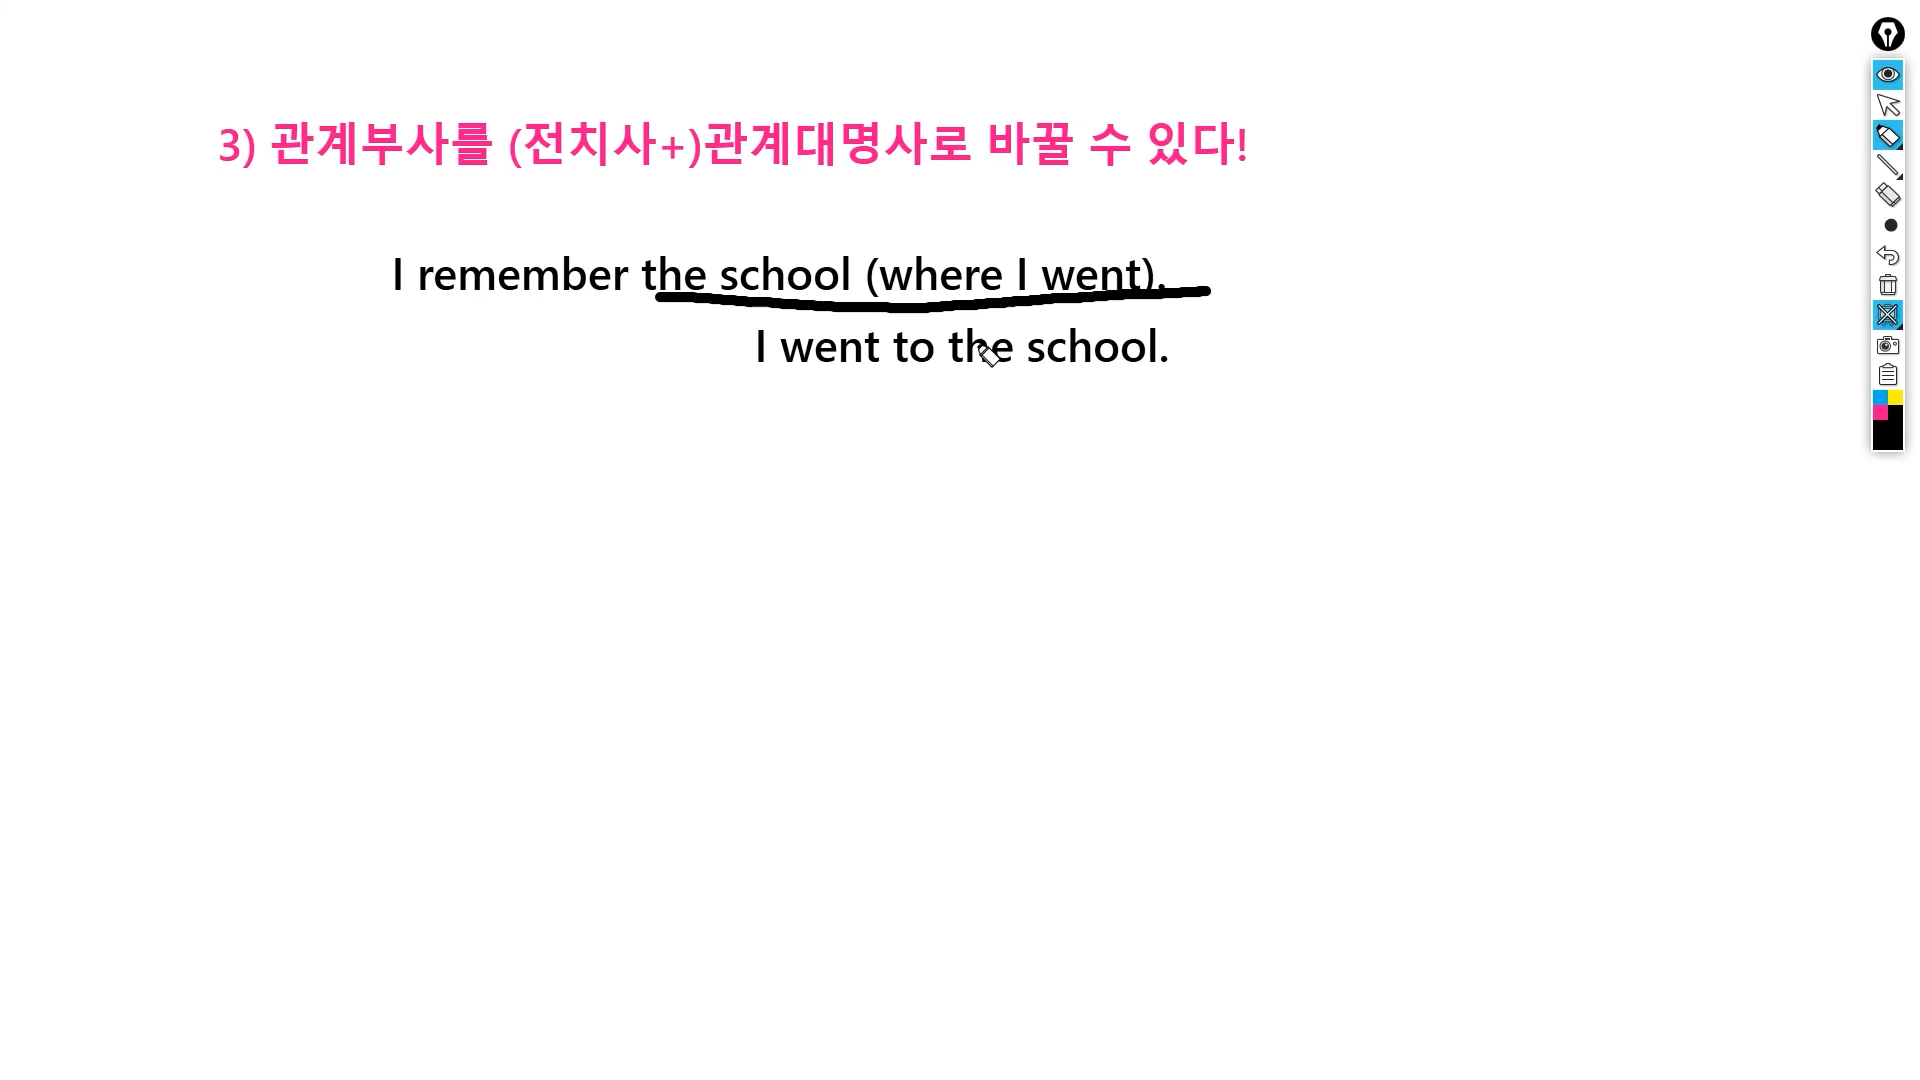 3) 관계부사를 (전치사+)관계대명사로 바꿀 수 있다!
I remember the school (where I went).
I went to the school.